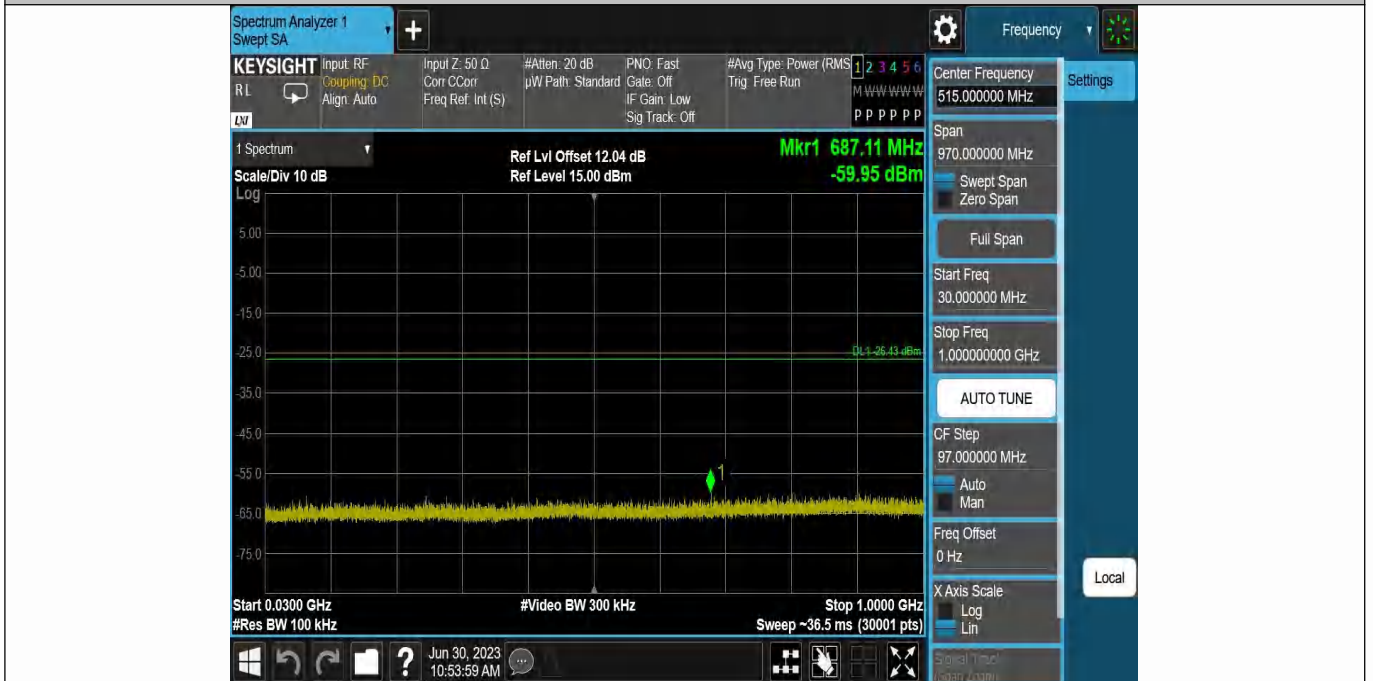 Spectrum Analyzer 1
Swept SA
+
Frequency
KEYSIGHT
RL
LXI
Input: RF
Coupling: DC
Align: Auto
Input Z: 50 Ω
Corr CCorr
Freq Ref: Int (S)
#Atten: 20 dB
µW Path: Standard
PNO: Fast
Gate: Off
IF Gain: Low
Sig Track: Off
#Avg Type: Power (RMS
Trig: Free Run
1 2 3 4 5 6
M W W W W W
P P P P P P
Center Frequency
515.000000 MHz
Settings
1 Spectrum
Scale/Div 10 dB
Ref Lvl Offset 12.04 dB
Ref Level 15.00 dBm
Mkr1 687.11 MHz
-59.95 dBm
Span
970.000000 MHz
Swept Span
Zero Span
Full Span
Start Freq
30.000000 MHz
Stop Freq
1.000000000 GHz
AUTO TUNE
CF Step
97.000000 MHz
Auto
Man
Freq Offset
0 Hz
X Axis Scale
Log
Lin
Signal Track
(Span Zoom)
Local
Log
5.00
-5.00
-15.0
-25.0
DL1 -26.43 dBm
-35.0
-45.0
-55.0
1
-65.0
-75.0
Start 0.0300 GHz
#Video BW 300 kHz
Stop 1.0000 GHz
#Res BW 100 kHz
Sweep ~36.5 ms (30001 pts)
?
Jun 30, 2023
10:53:59 AM